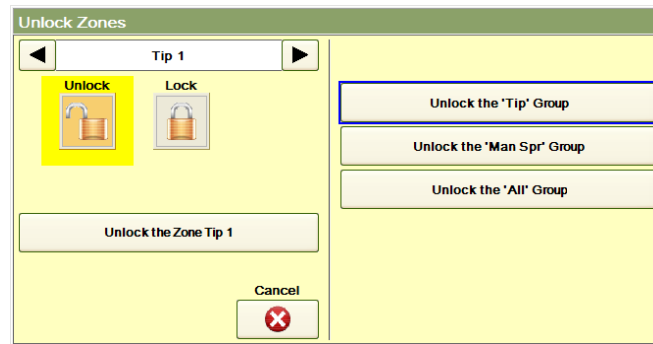 Unlock Zones
Tip 1
Unlock
Lock
Unlock the Zone Tip 1
Cancel
Unlock the 'Tip' Group
Unlock the 'Man Spr' Group
Unlock the 'All' Group